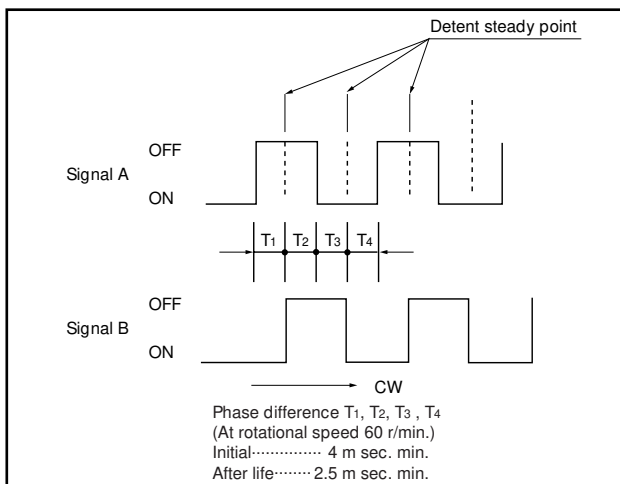 Detent steady point
OFF
Signal A
ON
T1 T2 T3 T4
OFF
Signal B
ON
CW
Phase difference T1, T2, T3 , T4
(At rotational speed 60 r/min.)
Initial··············· 4 m sec. min.
After life········ 2.5 m sec. min.